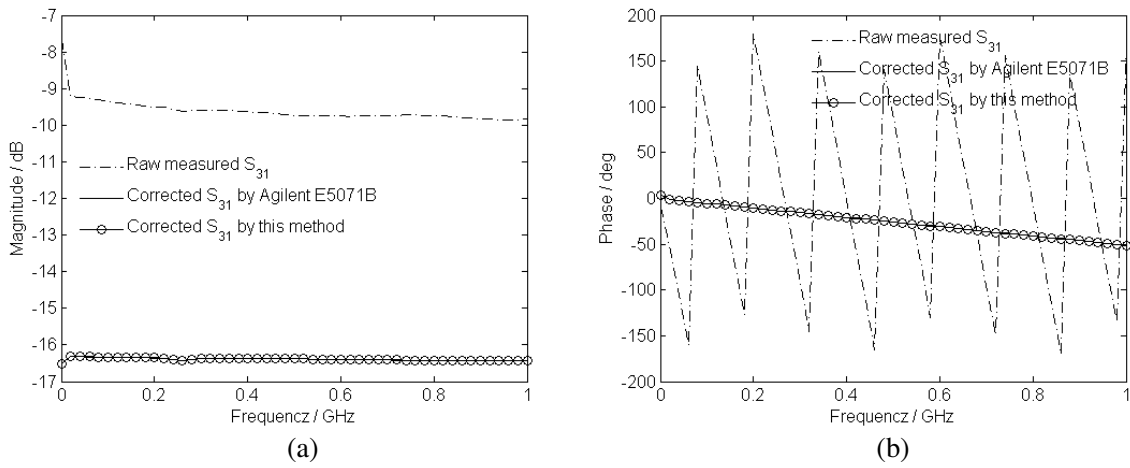 -7
-8
-9
-10
-11
-12
-13
-14
-15
-16
-17
Magnitude / dB
Raw measured S31
Corrected S31 by Agilent E5071B
Corrected S31 by this method
0
0.2
0.4
0.6
0.8
1
Frequencz / GHz
(a)
200
150
100
50
0
-50
-100
-150
-200
Phase / deg
Raw measured S31
Corrected S31 by Agilent E5071B
Corrected S31 by this method
0
0.2
0.4
0.6
0.8
1
Frequencz / GHz
(b)